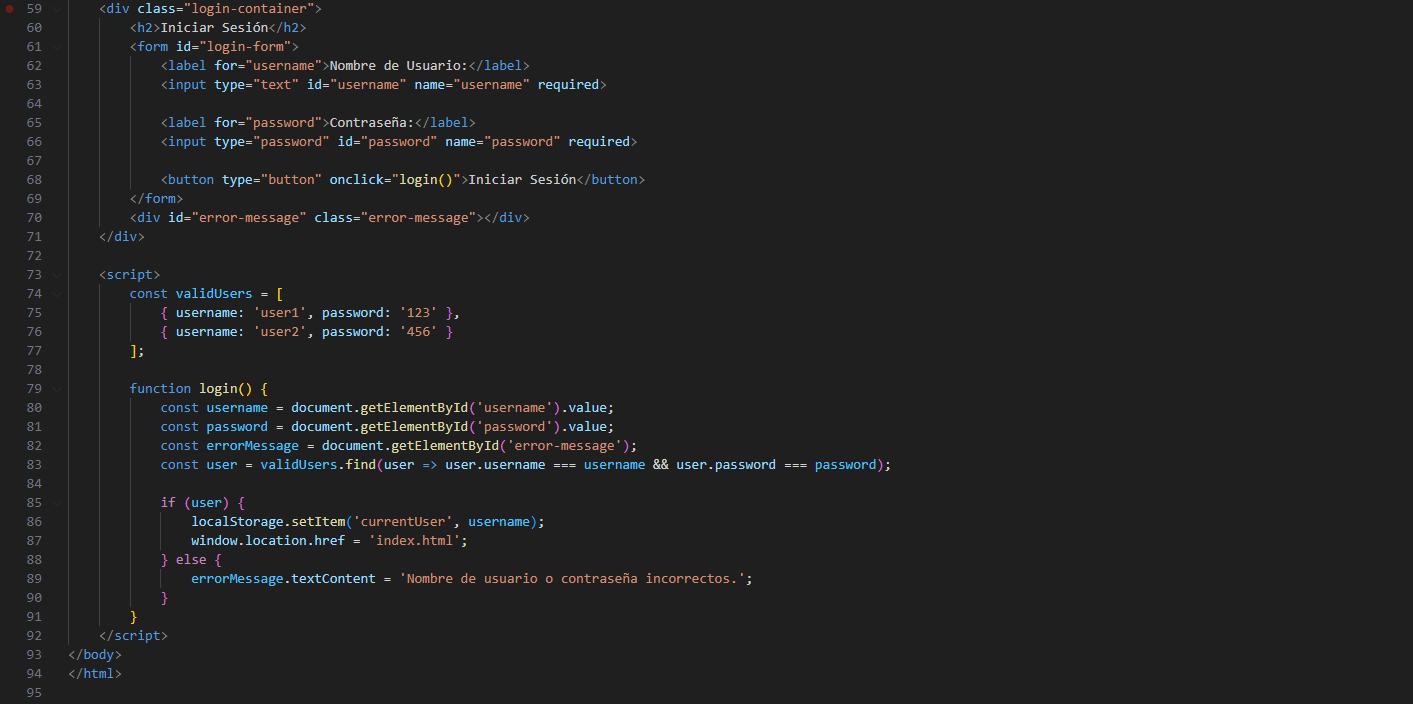 59 <div class="login-container">
60 <h2>Iniciar Sesión</h2>
61 <form id="login-form">
62 <label for="username">Nombre de Usuario:</label>
63 <input type="text" id="username" name="username" required>
64
65 <label for="password">Contraseña:</label>
66 <input type="password" id="password" name="password" required>
67
68 <button type="button" onclick="login()">Iniciar Sesión</button>
69 </form>
70 <div id="error-message" class="error-message"></div>
71 </div>
72
73 <script>
74 const validUsers = [
75 { username: 'user1', password: '123' },
76 { username: 'user2', password: '456' }
77 ];
78
79 function login() {
80 const username = document.getElementById('username').value;
81 const password = document.getElementById('password').value;
82 const errorMessage = document.getElementById('error-message');
83 const user = validUsers.find(user => user.username === username && user.password === password);
84
85 if (user) {
86 localStorage.setItem('currentUser', username);
87 window.location.href = 'index.html';
88 } else {
89 errorMessage.textContent = 'Nombre de usuario o contraseña incorrectos.';
90 }
91 }
92 </script>
93 </body>
94 </html>
95